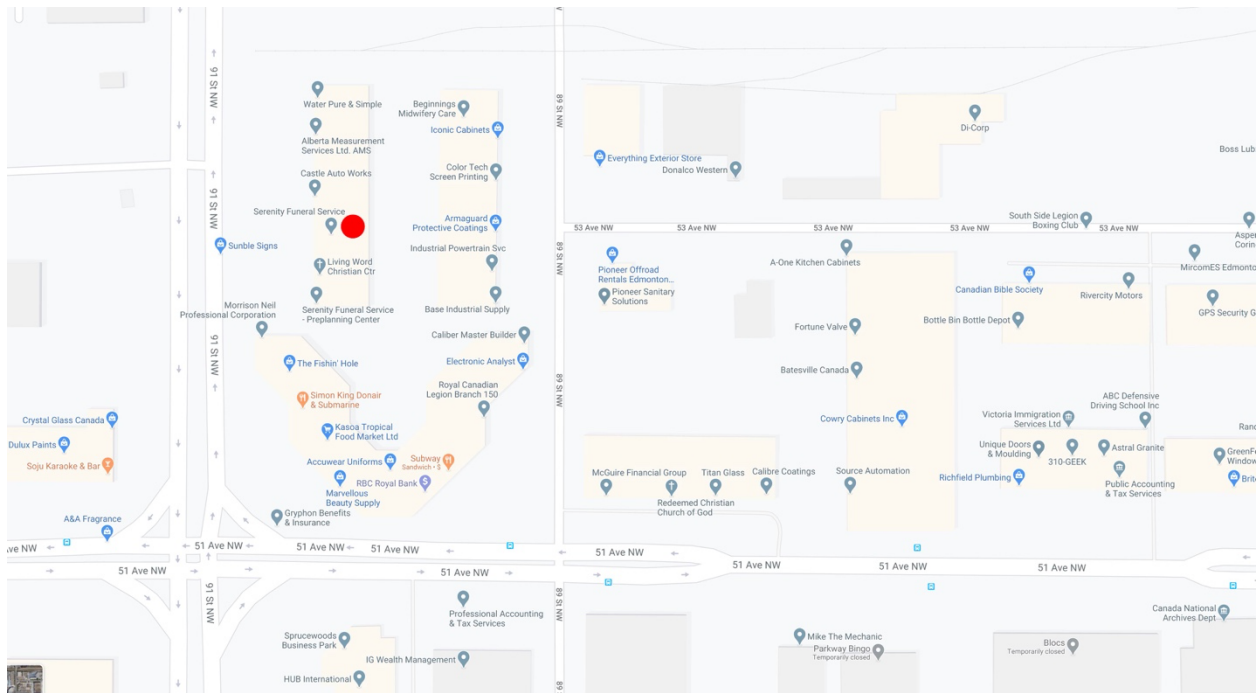 91 St NW
89 St NW
Water Pure & Simple
Beginnings
Midwifery Care
Iconic Cabinets
Di-Corp
Alberta Measurement
Services Ltd. AMS
Everything Exterior Store
Donalco Western
Boss Lub
Castle Auto Works
Color Tech
Screen Printing
91 St NW
Serenity Funeral Service
Armaguard
Protective Coatings
53 Ave NW
53 Ave NW
53 Ave NW
South Side Legion
Boxing Club
53 Ave NW
Aspen
Corin
Sunble Signs
Industrial Powertrain Svc
89 St NW
A-One Kitchen Cabinets
MircomES Edmonto
Living Word
Christian Ctr
Pioneer Offroad
Rentals Edmonton...
Canadian Bible Society
Rivercity Motors
Pioneer Sanitary
Solutions
Morrison Neil
Professional Corporation
Serenity Funeral Service
- Preplanning Center
Base Industrial Supply
GPS Security G
Fortune Valve
Bottle Bin Bottle Depot
91 St NW
Caliber Master Builder
The Fishin' Hole
Electronic Analyst
Batesville Canada
89 St NW
Royal Canadian
Legion Branch 150
Simon King Donair
& Submarine
ABC Defensive
Driving School Inc
Crystal Glass Canada
Cowry Cabinets Inc
Victoria Immigration
Services Ltd
Kasoa Tropical
Food Market Ltd
Ran
Dulux Paints
Unique Doors
& Moulding
310-GEEK
Astral Granite
GreenFe
Window
Soju Karaoke & Bar
Accuwear Uniforms
Subway
Sandwich • $
McGuire Financial Group
Titan Glass
Calibre Coatings
Source Automation
Richfield Plumbing
Public Accounting
& Tax Services
Brite
RBC Royal Bank
Marvellous
Beauty Supply
Redeemed Christian
Church of God
A&A Fragrance
Gryphon Benefits
& Insurance
ve NW
51 Ave NW
51 Ave NW
51 Ave NW
51 Ave NW
51 Ave NW
51 Ave NW
51 Ave NW
51 Ave NW
51 Ave NW
51 Ave NW
91 St NW
89 St NW
Professional Accounting
& Tax Services
Canada National
Archives Dept
Sprucewoods
Business Park
Mike The Mechanic
Parkway Bingo
Temporarily closed
Blocs
Temporarily closed
IG Wealth Management
HUB International
89